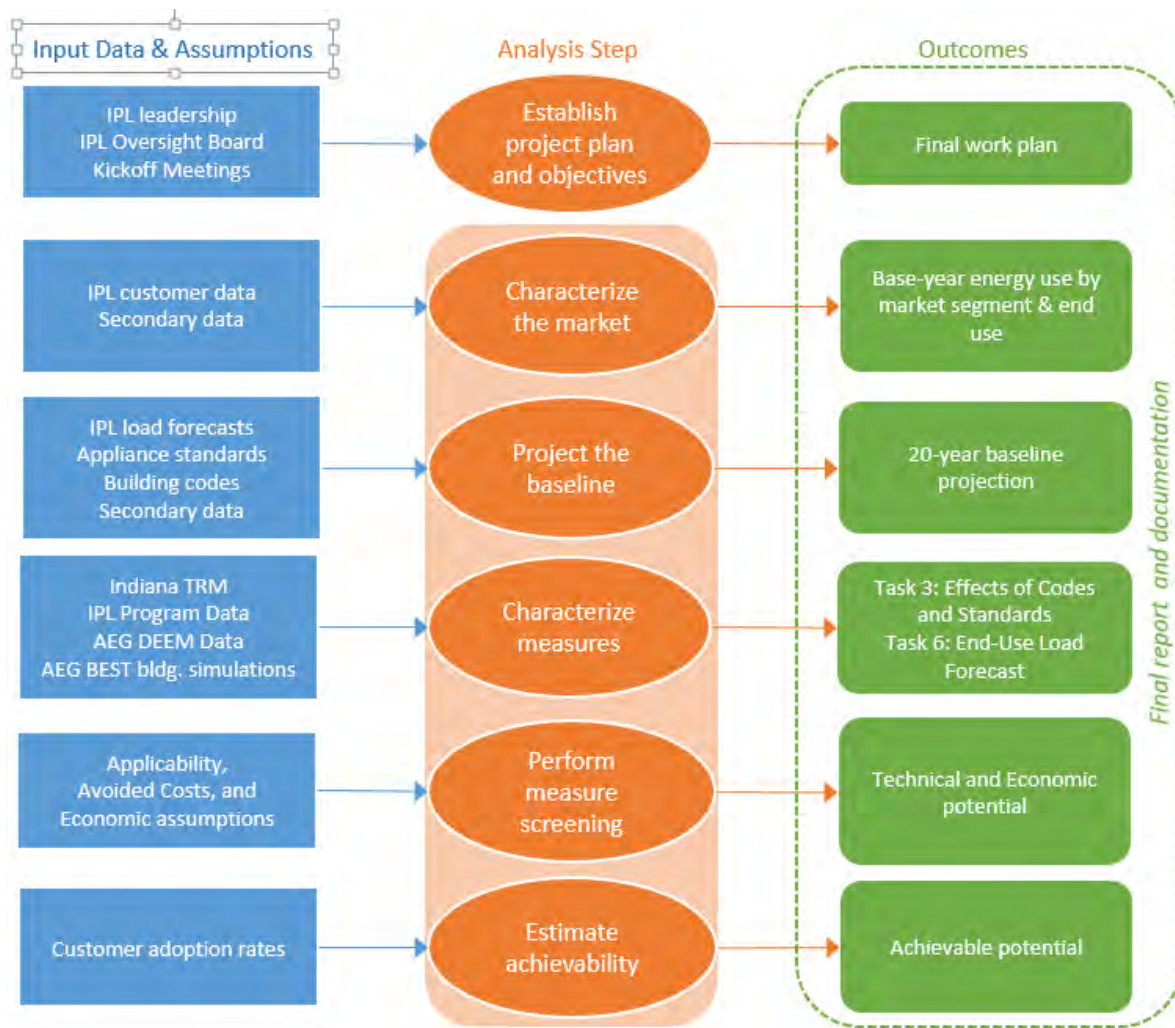 Input Data & Assumptions
Analysis Step
Outcomes
IPL leadership
IPL Oversight Board
Kickoff Meetings
Establish
project plan
and objectives
Final work plan
IPL customer data
Secondary data
Characterize
the market
Base-year energy use by
market segment & end
use
IPL load forecasts
Appliance standards
Building codes
Secondary data
Project the
baseline
20-year baseline
projection
Indiana TRM
IPL Program Data
AEG DEEM Data
AEG BEST bldg. simulations
Characterize
measures
Task 3: Effects of Codes
and Standards
Task 6: End-Use Load
Forecast
Applicability,
Avoided Costs, and
Economic assumptions
Perform
measure
screening
Technical and Economic
potential
Customer adoption rates
Estimate
achievability
Achievable potential
Final report and documentation